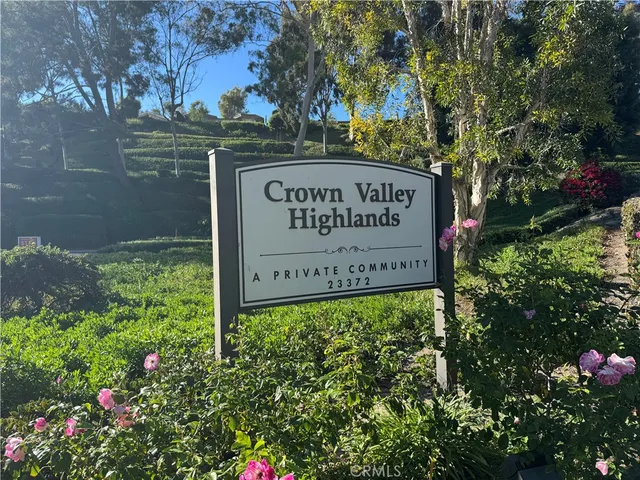 Crown Valley
Highlands
A PRIVATE COMMUNITY
23372
CRMLS